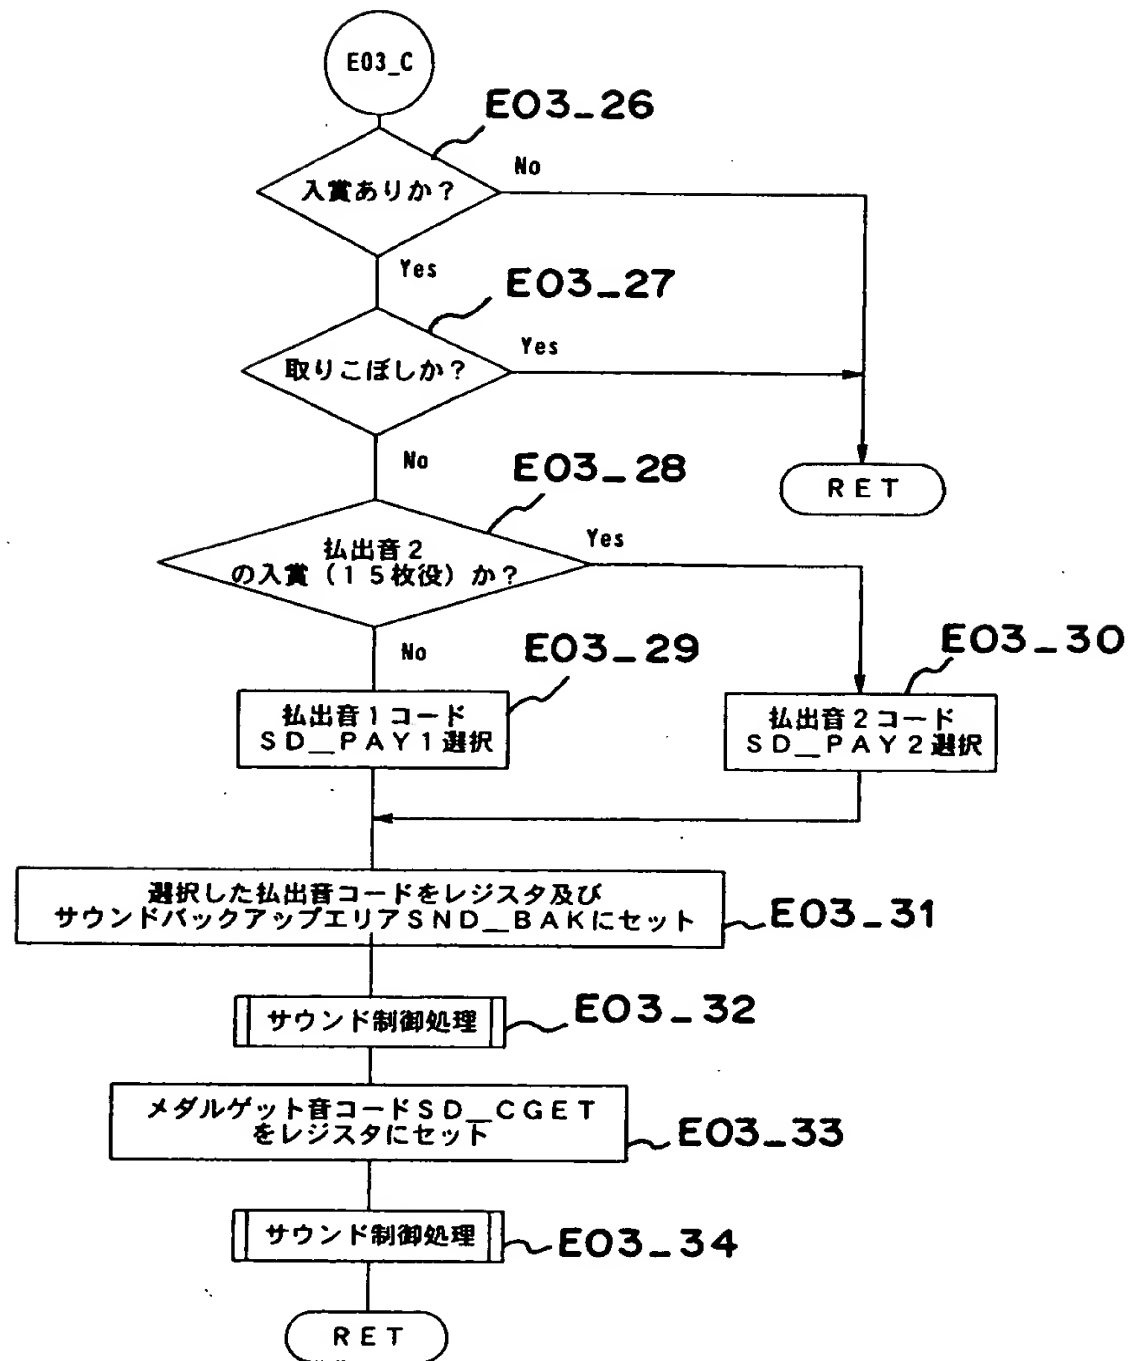 E03_C
E03_26
入賞ありか？
No
Yes
E03_27
取りこぼしか？
Yes
No
E03_28
RET
払出音２
の入賞（１５枚役）か？
Yes
No
E03_29
E03_30
払出音１コード
ＳＤ＿ＰＡＹ１選択
払出音２コード
ＳＤ＿ＰＡＹ２選択
選択した払出音コードをレジスタ及び
サウンドバックアップエリアＳＮＤ＿ＢＡＫにセット
E03_31
サウンド制御処理
E03_32
メダルゲット音コードＳＤ＿ＣＧＥＴ
をレジスタにセット
E03_33
サウンド制御処理
E03_34
RET